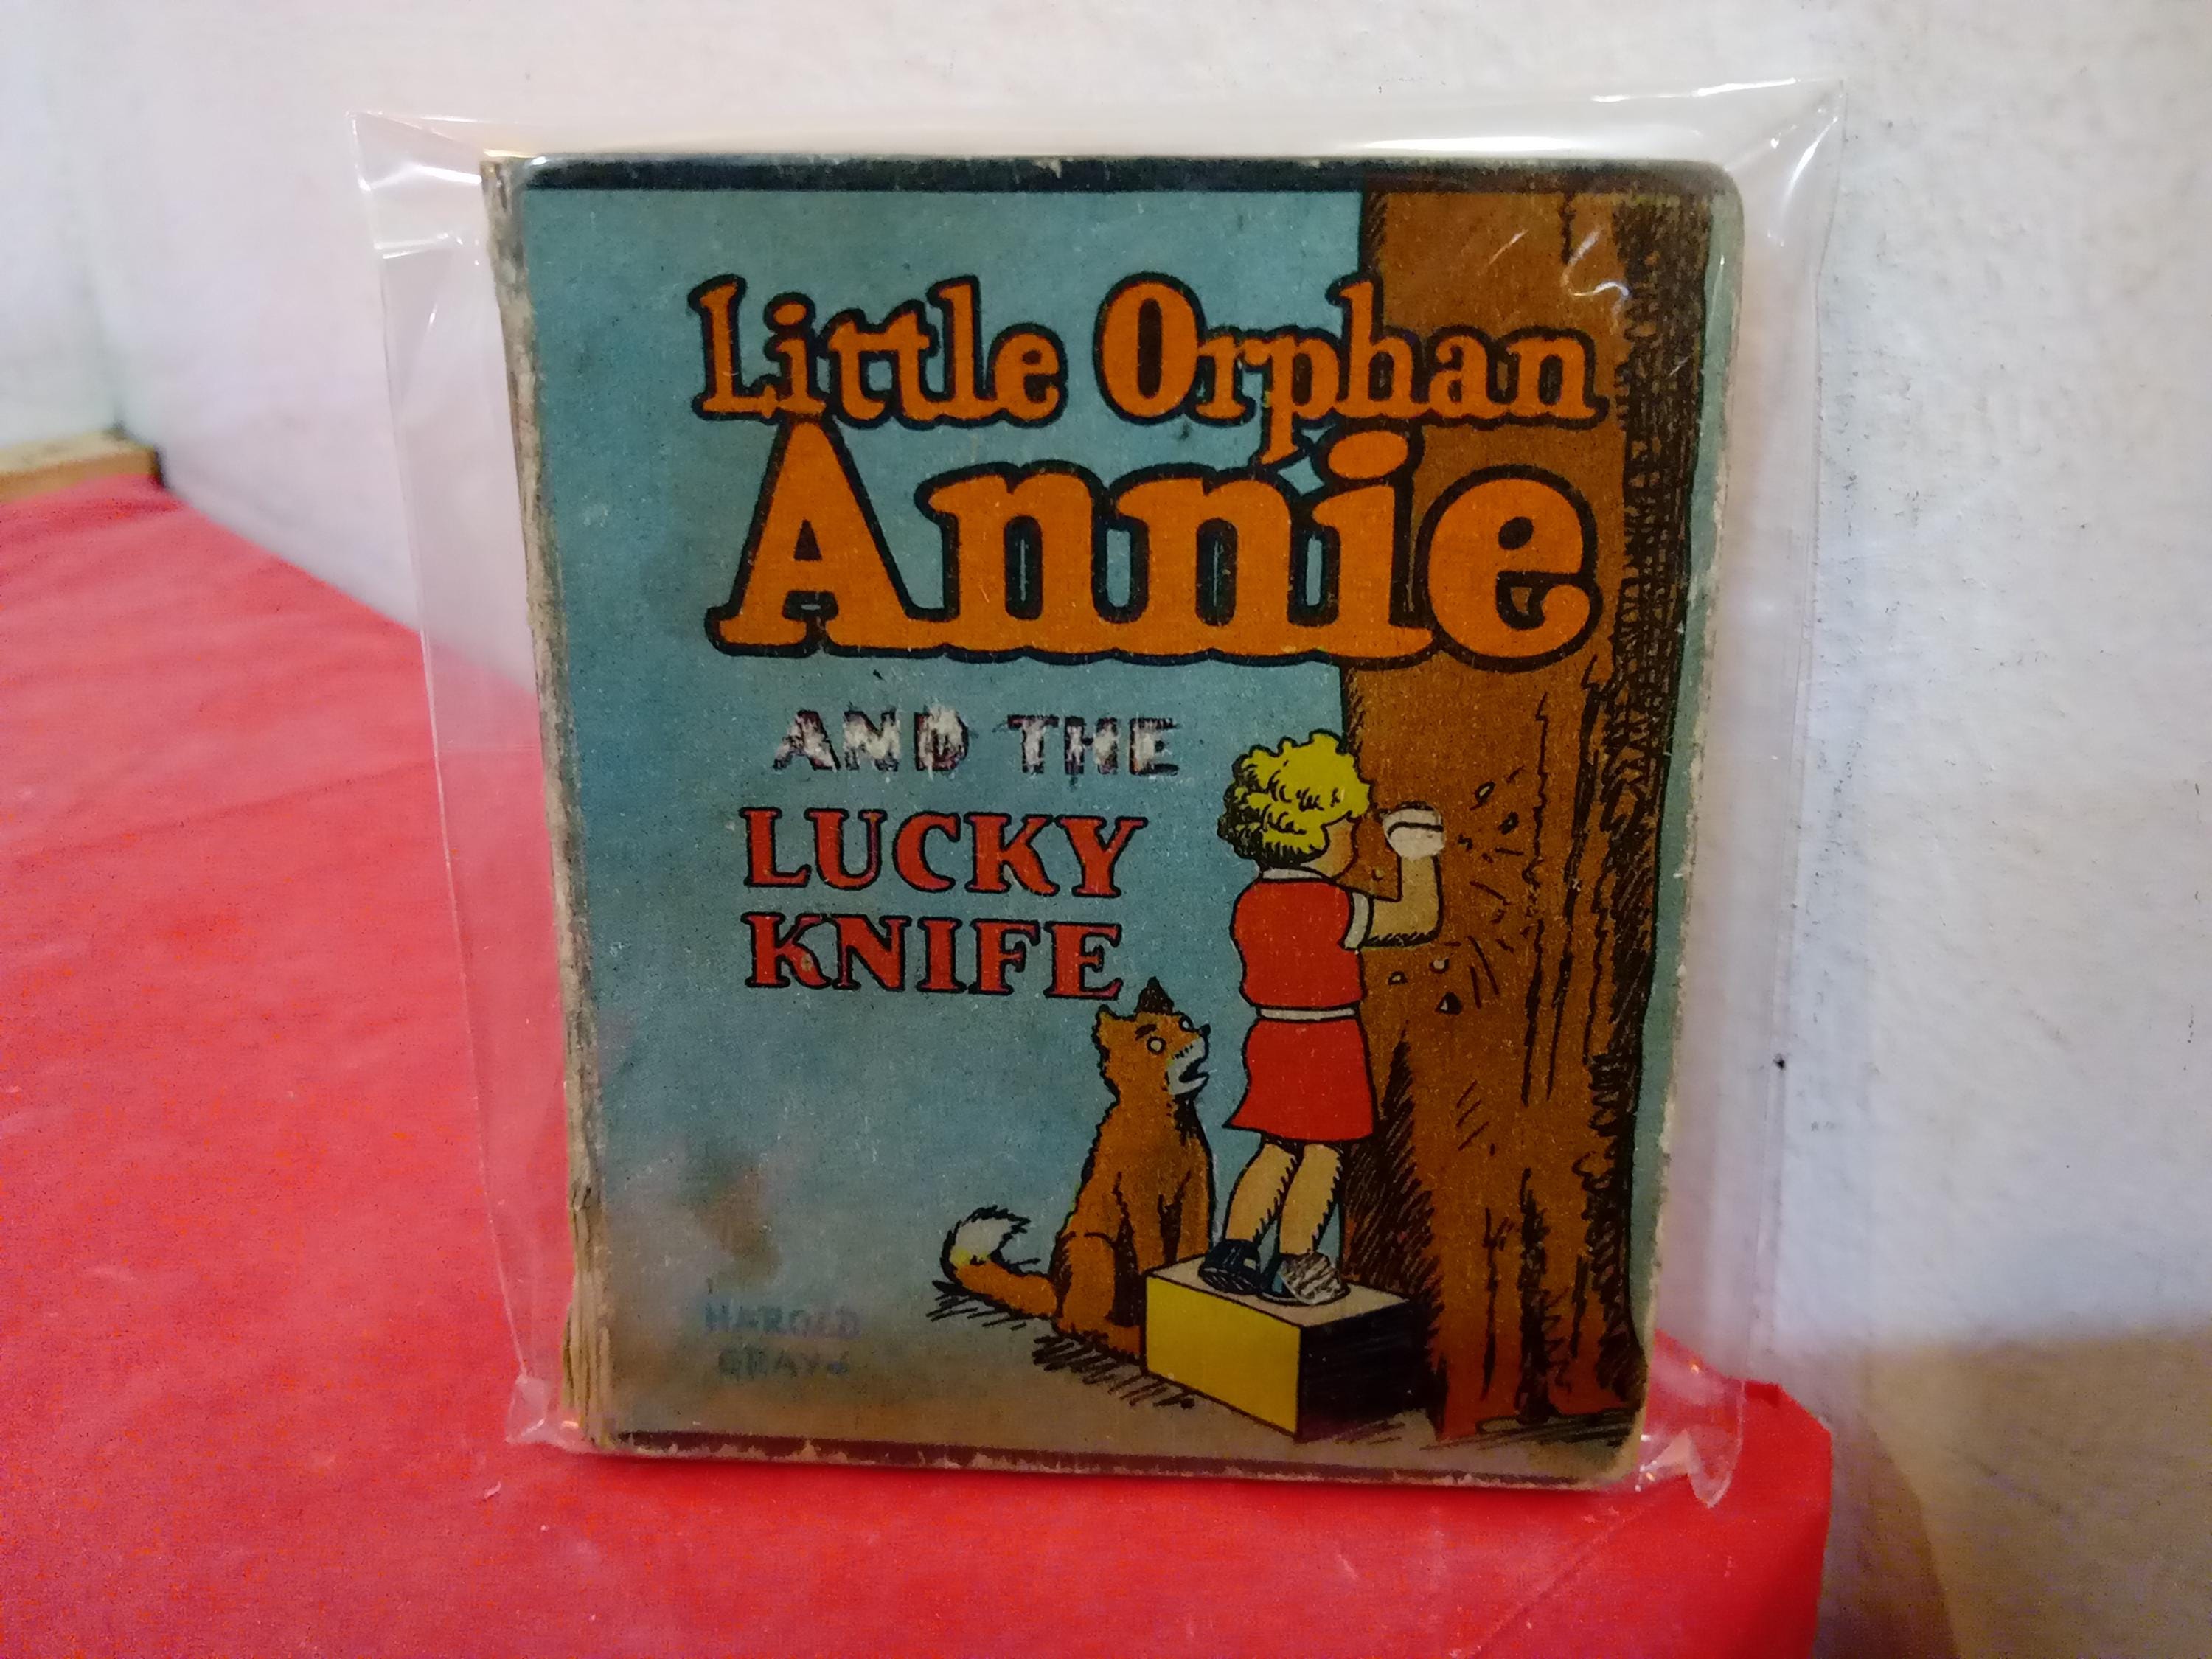 Little Orphan
Annie
AND THE
LUCKY
KNIFE
HAROLD
GRAY